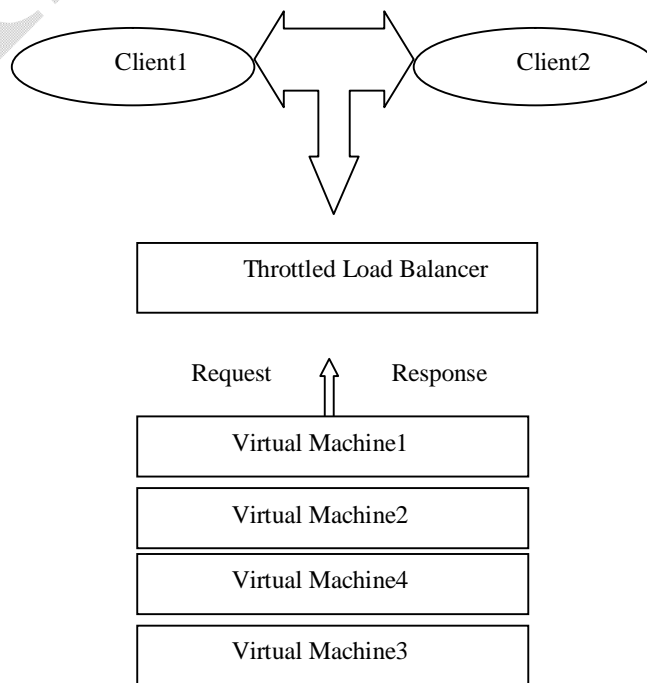 Client1
Client2
Throttled Load Balancer
Request Response
Virtual Machine1
Virtual Machine2
Virtual Machine4
Virtual Machine3